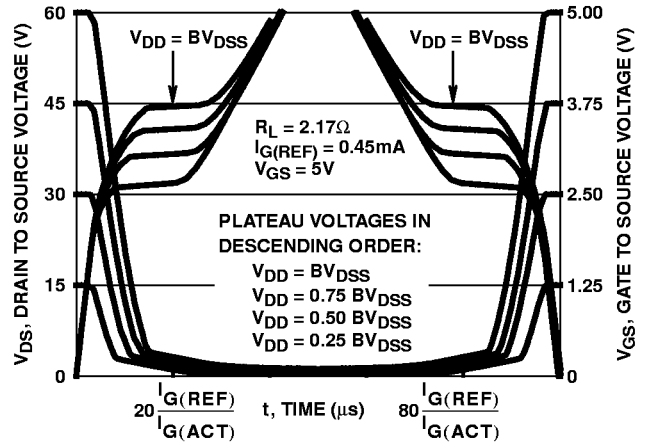 V_DS, DRAIN TO SOURCE VOLTAGE (V)
60
45
30
15
0
V_DD = BV_DSS
V_DD = BV_DSS
R_L = 2.17Ω
I_G(REF) = 0.45mA
V_GS = 5V
PLATEAU VOLTAGES IN
DESCENDING ORDER:
V_DD = BV_DSS
V_DD = 0.75 BV_DSS
V_DD = 0.50 BV_DSS
V_DD = 0.25 BV_DSS
5.00
3.75
2.50
1.25
0
V_GS, GATE TO SOURCE VOLTAGE (V)
20 I_G(REF)/I_G(ACT)
t, TIME (µs)
80 I_G(REF)/I_G(ACT)